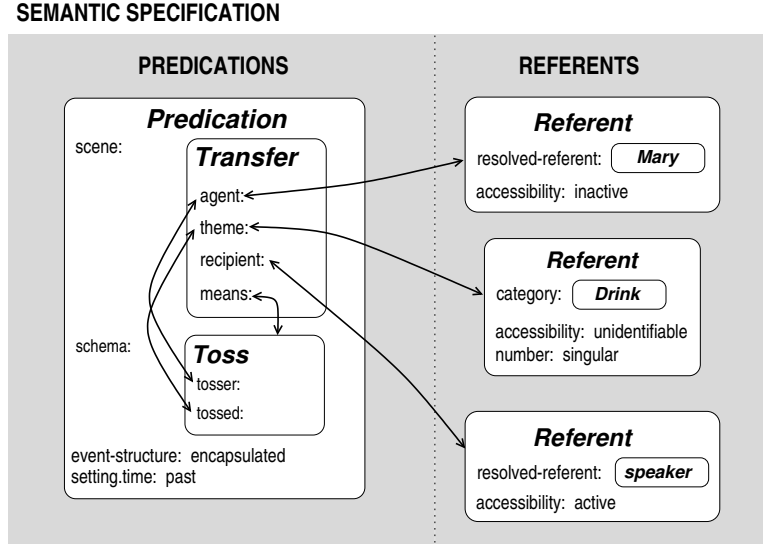 SEMANTIC SPECIFICATION
PREDICATIONS
Predication
scene:
Transfer
agent:
theme:
recipient:
means:
schema:
Toss
tosser:
tossed:
event-structure: encapsulated
setting.time: past
REFERENTS
Referent
resolved-referent: Mary
accessibility: inactive
Referent
category: Drink
accessibility: unidentifiable
number: singular
Referent
resolved-referent: speaker
accessibility: active